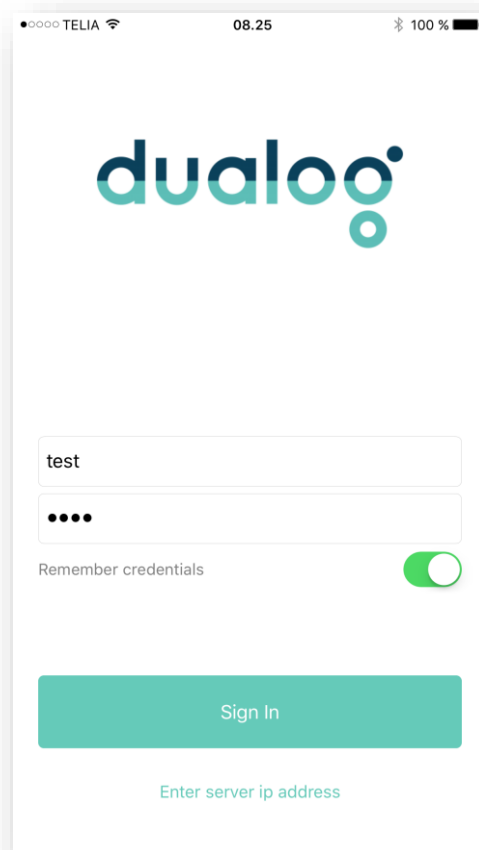 TELIA 08.25 100 %
dualog
test
••••
Remember credentials
Sign In
Enter server ip address